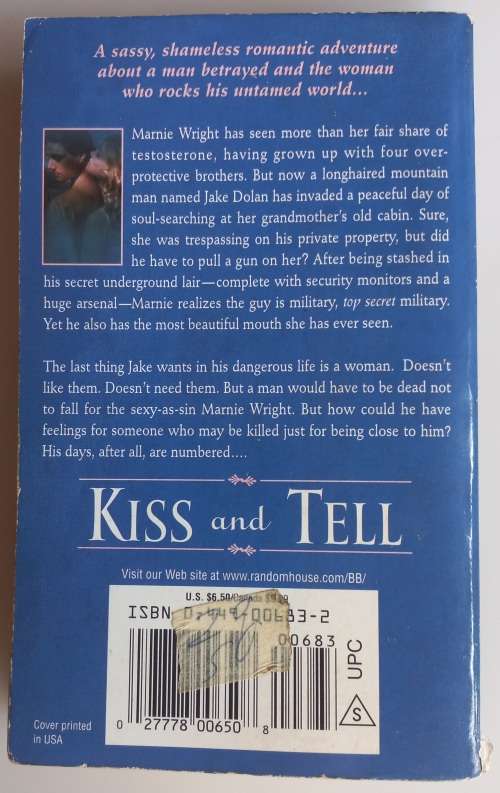 A sassy, shameless romantic adventure
about a man betrayed and the woman
who rocks his untamed world...
Marnie Wright has seen more than her fair share of
testosterone, having grown up with four over-
protective brothers. But now a longhaired mountain
man named Jake Dolan has invaded a peaceful day of
soul-searching at her grandmother's old cabin. Sure,
she was trespassing on his private property, but did
he have to pull a gun on her? After being stashed in
his secret underground lair—complete with security monitors and a
huge arsenal—Marnie realizes the guy is military, top secret military.
Yet he also has the most beautiful mouth she has ever seen.
The last thing Jake wants in his dangerous life is a woman. Doesn't
like them. Doesn't need them. But a man would have to be dead not
to fall for the sexy-as-sin Marnie Wright. But how could he have
feelings for someone who may be killed just for being close to him?
His days, after all, are numbered....
KISS and TELL
Visit our Web site at www.randomhouse.com/BB/
U.S. $6.50/Canada
ISBN 0-449-00683-2
00683
UPC
S
0 27778 00650 8
Cover printed
in USA